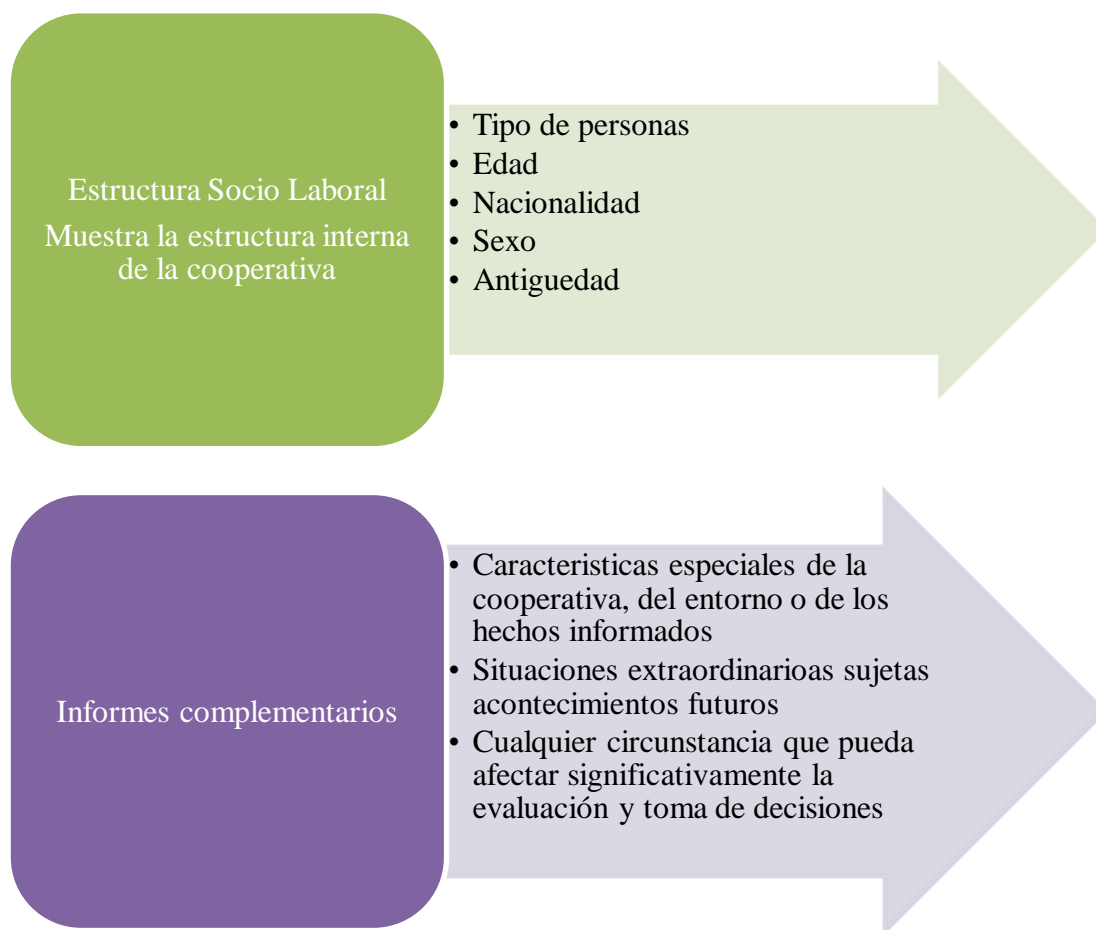 Estructura Socio Laboral
Muestra la estructura interna
de la cooperativa
• Tipo de personas
• Edad
• Nacionalidad
• Sexo
• Antiguedad
Informes complementarios
• Caracteristicas especiales de la
cooperativa, del entorno o de los
hechos informados
• Situaciones extraordinarioas sujetas
acontecimientos futuros
• Cualquier circunstancia que pueda
afectar significativamente la
evaluación y toma de decisiones